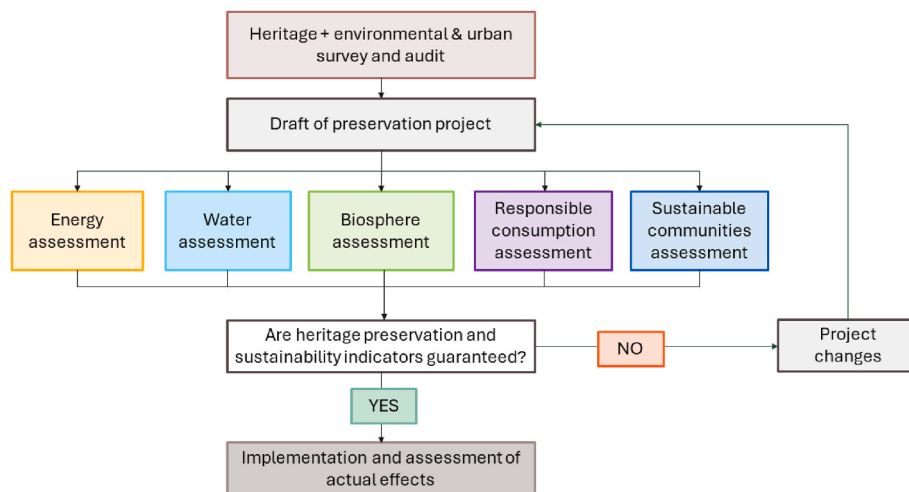 Heritage + environmental & urban
survey and audit
Draft of preservation project
Energy
assessment
Water
assessment
Biosphere
assessment
Responsible
consumption
assessment
Sustainable
communities
assessment
Are heritage preservation and
sustainability indicators guaranteed?
NO
Project
changes
YES
Implementation and assessment of
actual effects